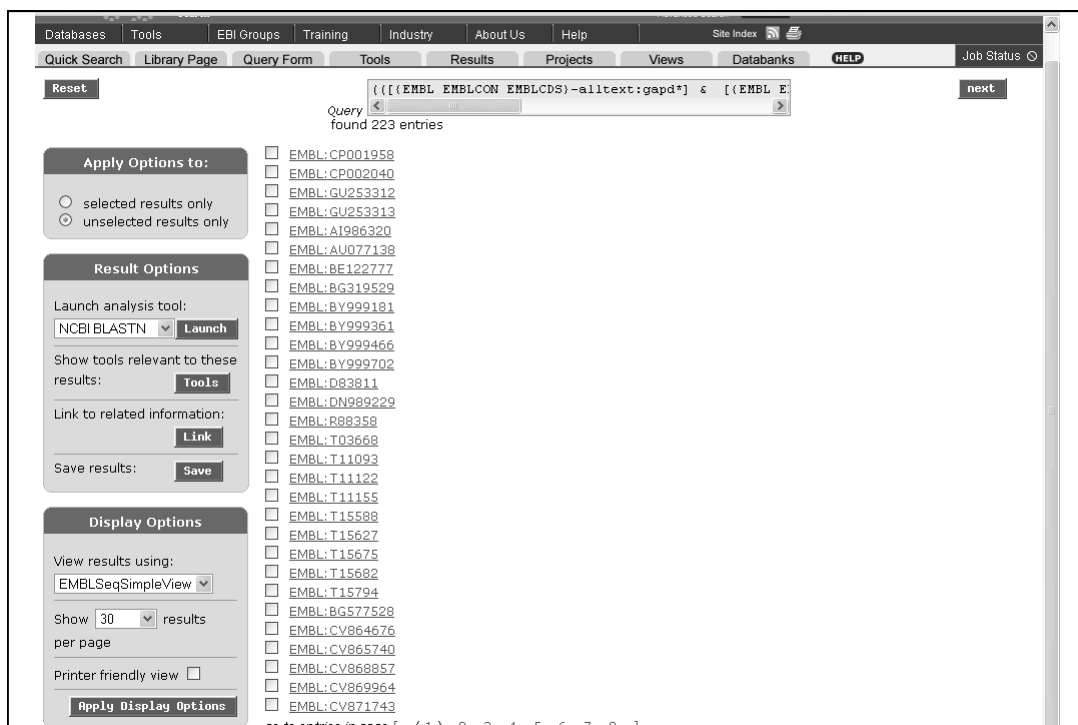 Databases Tools EBI Groups Training Industry About Us Help Site Index
Quick Search Library Page Query Form Tools Results Projects Views Databanks HELP Job Status
Reset
Query (([{EMBL EMBLCON EMBLCDS}-alltext:gapd*] & [{EMBL E
next
found 223 entries
Apply Options to:
selected results only
unselected results only
Result Options
Launch analysis tool:
NCBI BLASTN Launch
Show tools relevant to these
results: Tools
Link to related information:
Link
Save results: Save
Display Options
View results using:
EMBLSeqSimpleView
Show 30 results
per page
Printer friendly view
Apply Display Options
EMBL:CP001958
EMBL:CP002040
EMBL:GU253312
EMBL:GU253313
EMBL:AI986320
EMBL:AU077138
EMBL:BE122777
EMBL:BG319529
EMBL:BY999181
EMBL:BY999361
EMBL:BY999466
EMBL:BY999702
EMBL:D83811
EMBL:DN989229
EMBL:R88358
EMBL:T03668
EMBL:T11093
EMBL:T11122
EMBL:T11155
EMBL:T15588
EMBL:T15627
EMBL:T15675
EMBL:T15682
EMBL:T15794
EMBL:BG577528
EMBL:CV864676
EMBL:CV865740
EMBL:CV868857
EMBL:CV869964
EMBL:CV871743